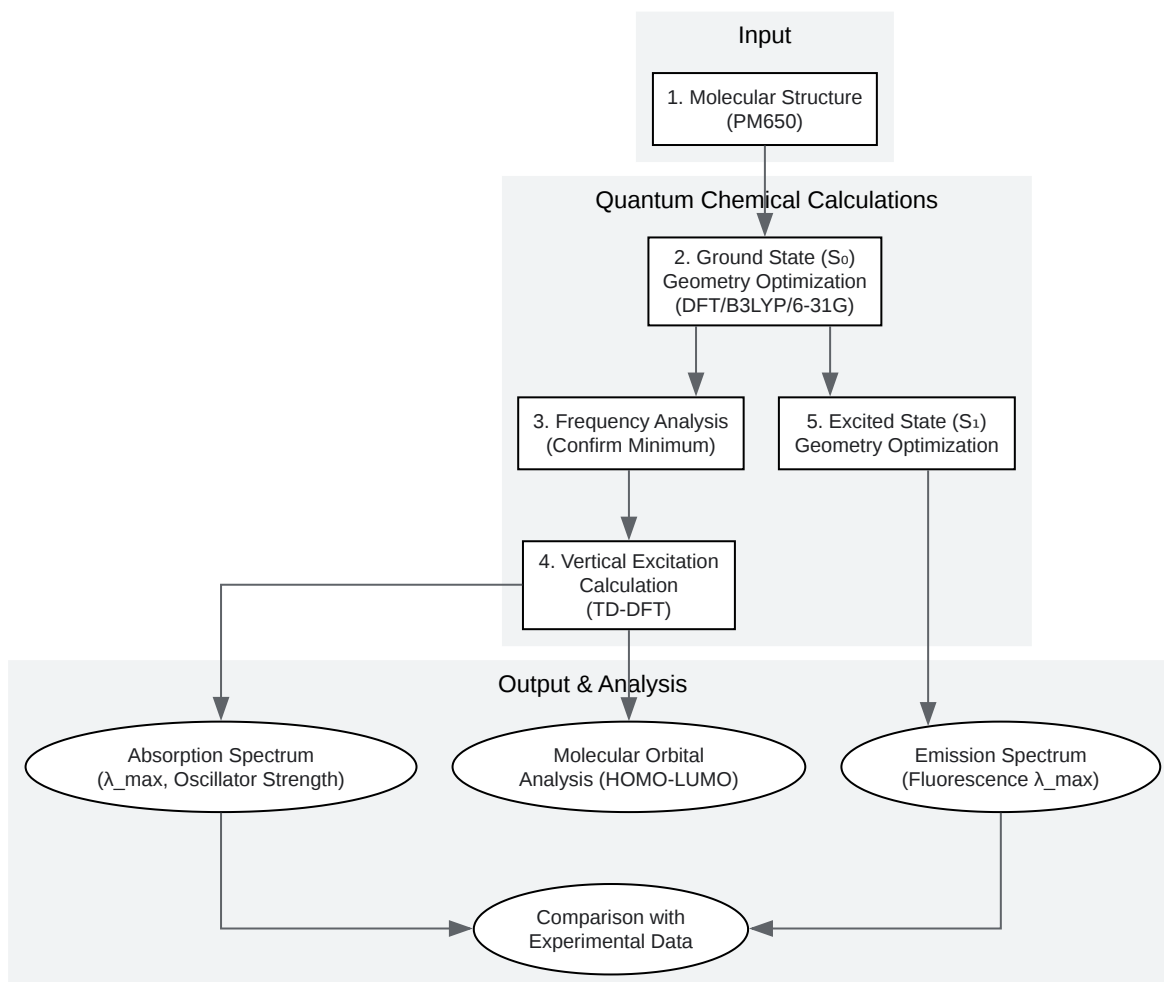 Input
1. Molecular Structure
(PM650)
Quantum Chemical Calculations
2. Ground State (S₀)
Geometry Optimization
(DFT/B3LYP/6-31G)
3. Frequency Analysis
(Confirm Minimum)
5. Excited State (S₁)
Geometry Optimization
4. Vertical Excitation
Calculation
(TD-DFT)
Output & Analysis
Absorption Spectrum
(λ_max, Oscillator Strength)
Molecular Orbital
Analysis (HOMO-LUMO)
Emission Spectrum
(Fluorescence λ_max)
Comparison with
Experimental Data